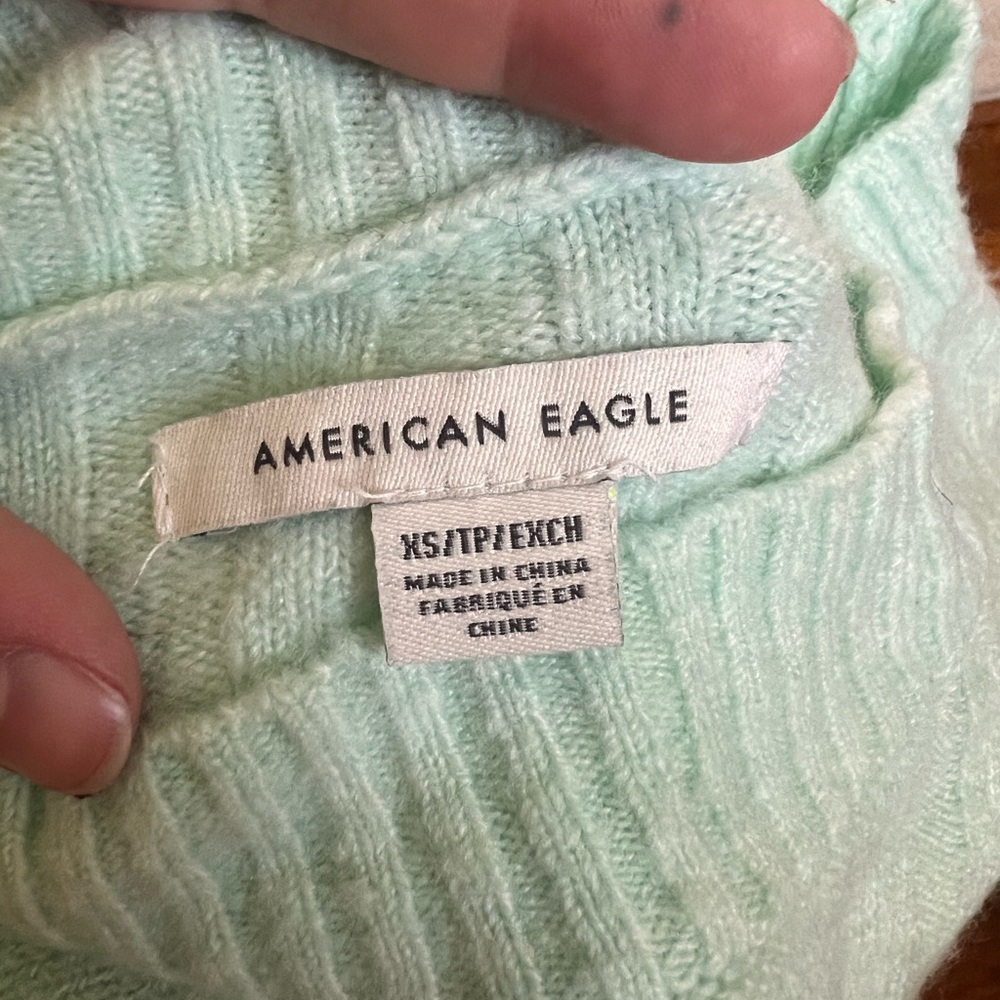 AMERICAN EAGLE
XS/TP/EXCH
MADE IN CHINA
FABRIQUÉ EN
CHINE